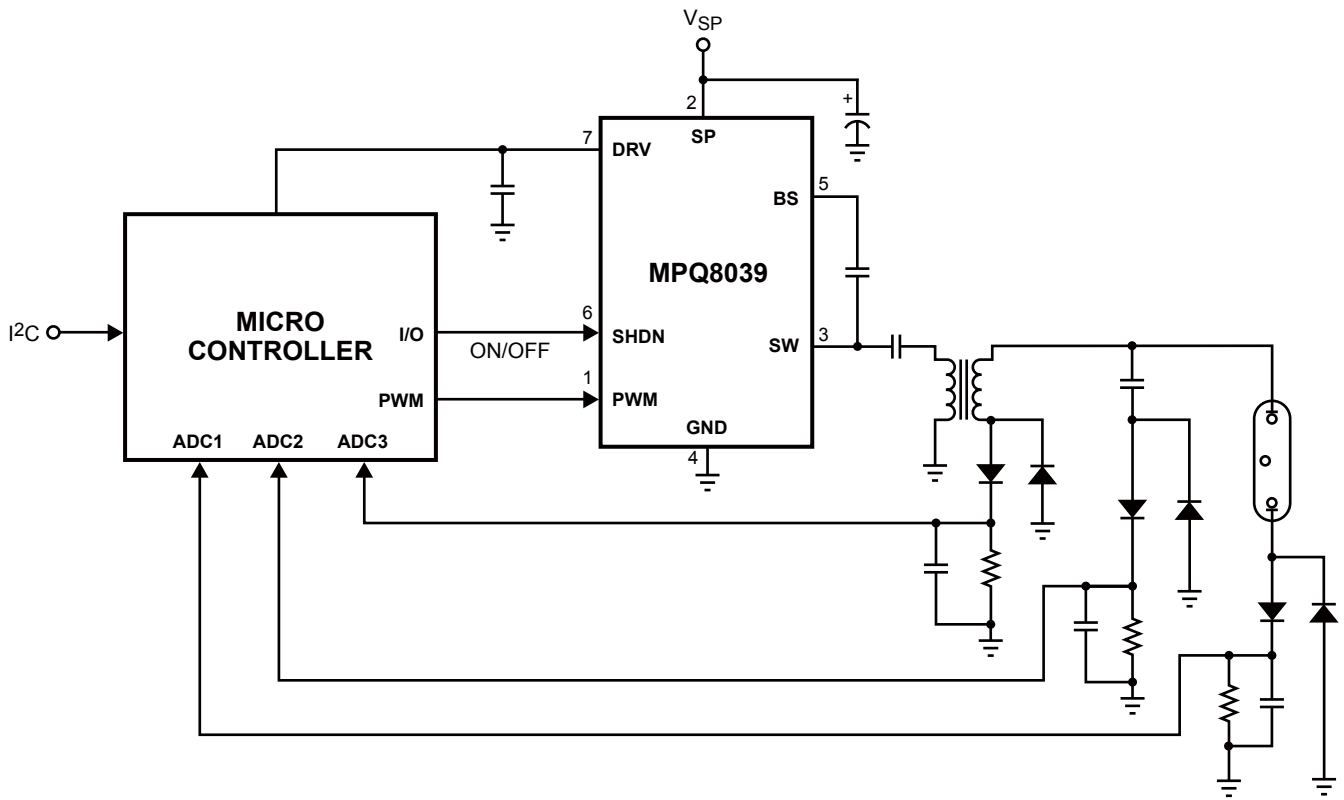 VSP
2
SP
7
DRV
5
BS
MPQ8039
MICRO
CONTROLLER
I²C
I/O
ON/OFF
6
SHDN
3
SW
PWM
1
PWM
GND
4
ADC1
ADC2
ADC3
+